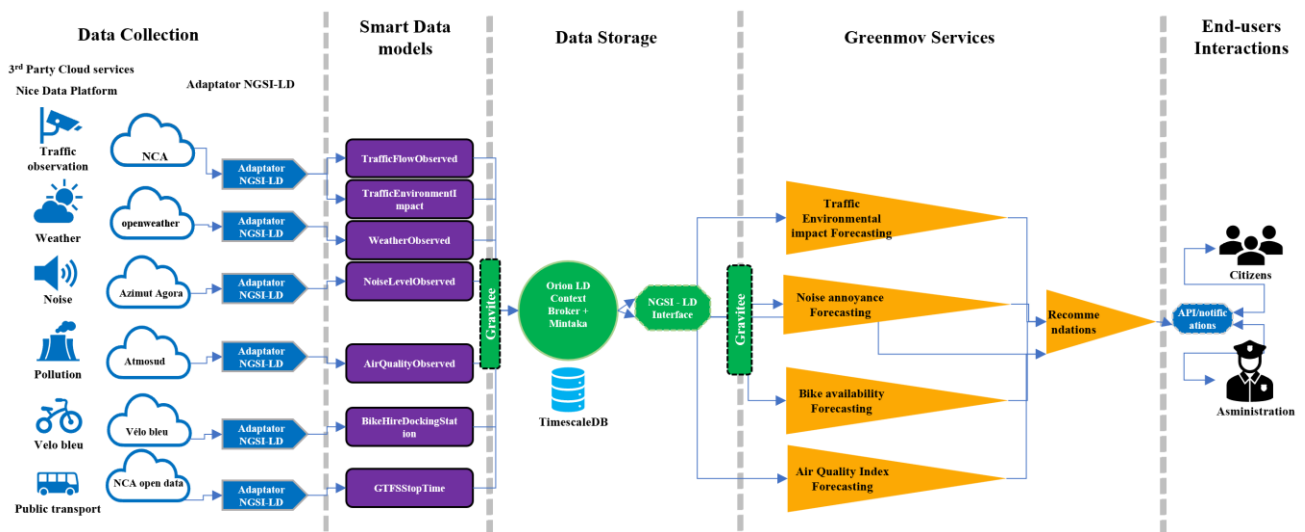 Data Collection
Smart Data
models
Data Storage
Greenmov Services
End-users
Interactions
3rd Party Cloud services
Nice Data Platform
Adaptator NGSI-LD
Traffic
observation
NCA
Adaptator
NGSI-LD
TrafficFlowObserved
TrafficEnvironmentI
mpact
Weather
openweather
Adaptator
NGSI-LD
WeatherObserved
Noise
Azimut Agora
Adaptator
NGSI-LD
NoiseLevelObserved
Pollution
Atmosud
Adaptator
NGSI-LD
AirQualityObserved
Vélo bleu
Vélo bleu
Adaptator
NGSI-LD
BikeHireDockingStat
ion
Public transport
NCA open data
Adaptator
NGSI-LD
GTFSStopTime
Gravitee
Orion LD
Context
Broker +
Mintaka
TimescaleDB
NGSI - LD
Interface
Gravitee
Traffic
Environmental
impact Forecasting
Noise annoyance
Forecasting
Bike availability
Forecasting
Air Quality Index
Forecasting
Recomme
ndations
API/notific
ations
Citizens
Asministration